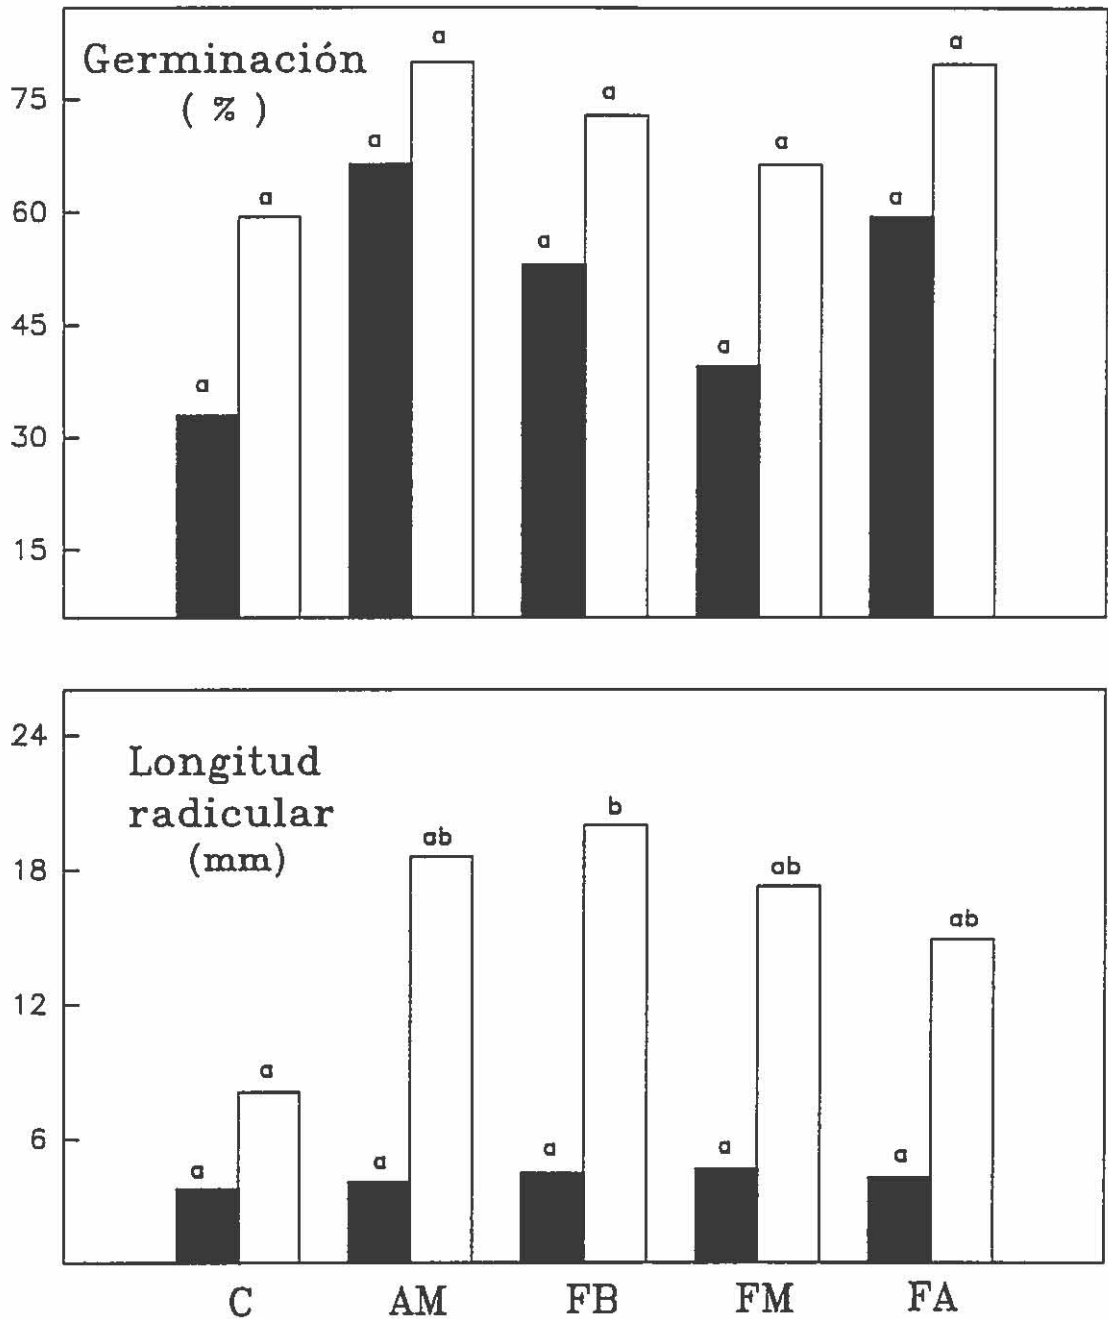 Germinación
( % )
75
60
45
30
15
a a a a a a a a a a
Longitud
radicular
(mm)
24
18
12
6
a a a ab a b a ab a ab
C AM FB FM FA